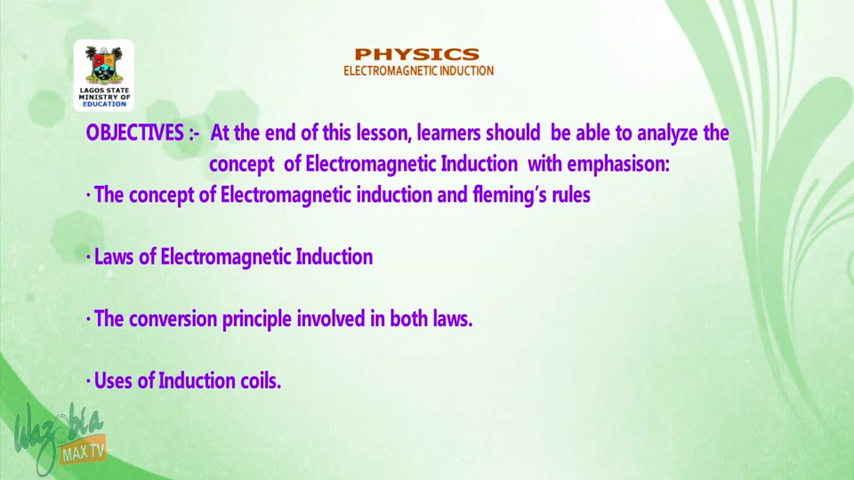 PHYSICS
ELECTROMAGNETIC INDUCTION
LAGOS STATE
MINISTRY OF
EDUCATION
OBJECTIVES :- At the end of this lesson, learners should be able to analyze the
concept of Electromagnetic Induction with emphasison:
· The concept of Electromagnetic induction and fleming's rules
· Laws of Electromagnetic Induction
· The conversion principle involved in both laws.
· Uses of Induction coils.
Wazobia
MAX TV